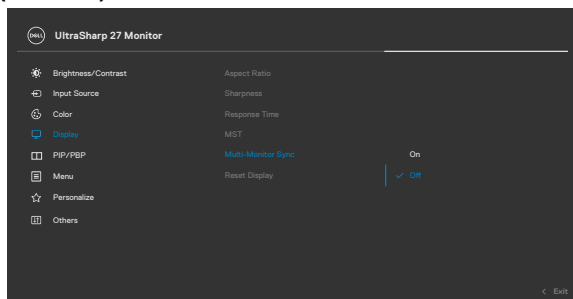 DELL UltraSharp 27 Monitor
Brightness/Contrast Aspect Ratio
Input Source Sharpness
Color Response Time
Display MST
PIP/PBP Multi-Monitor Sync On
Menu Reset Display Off
Personalize
Others
Exit